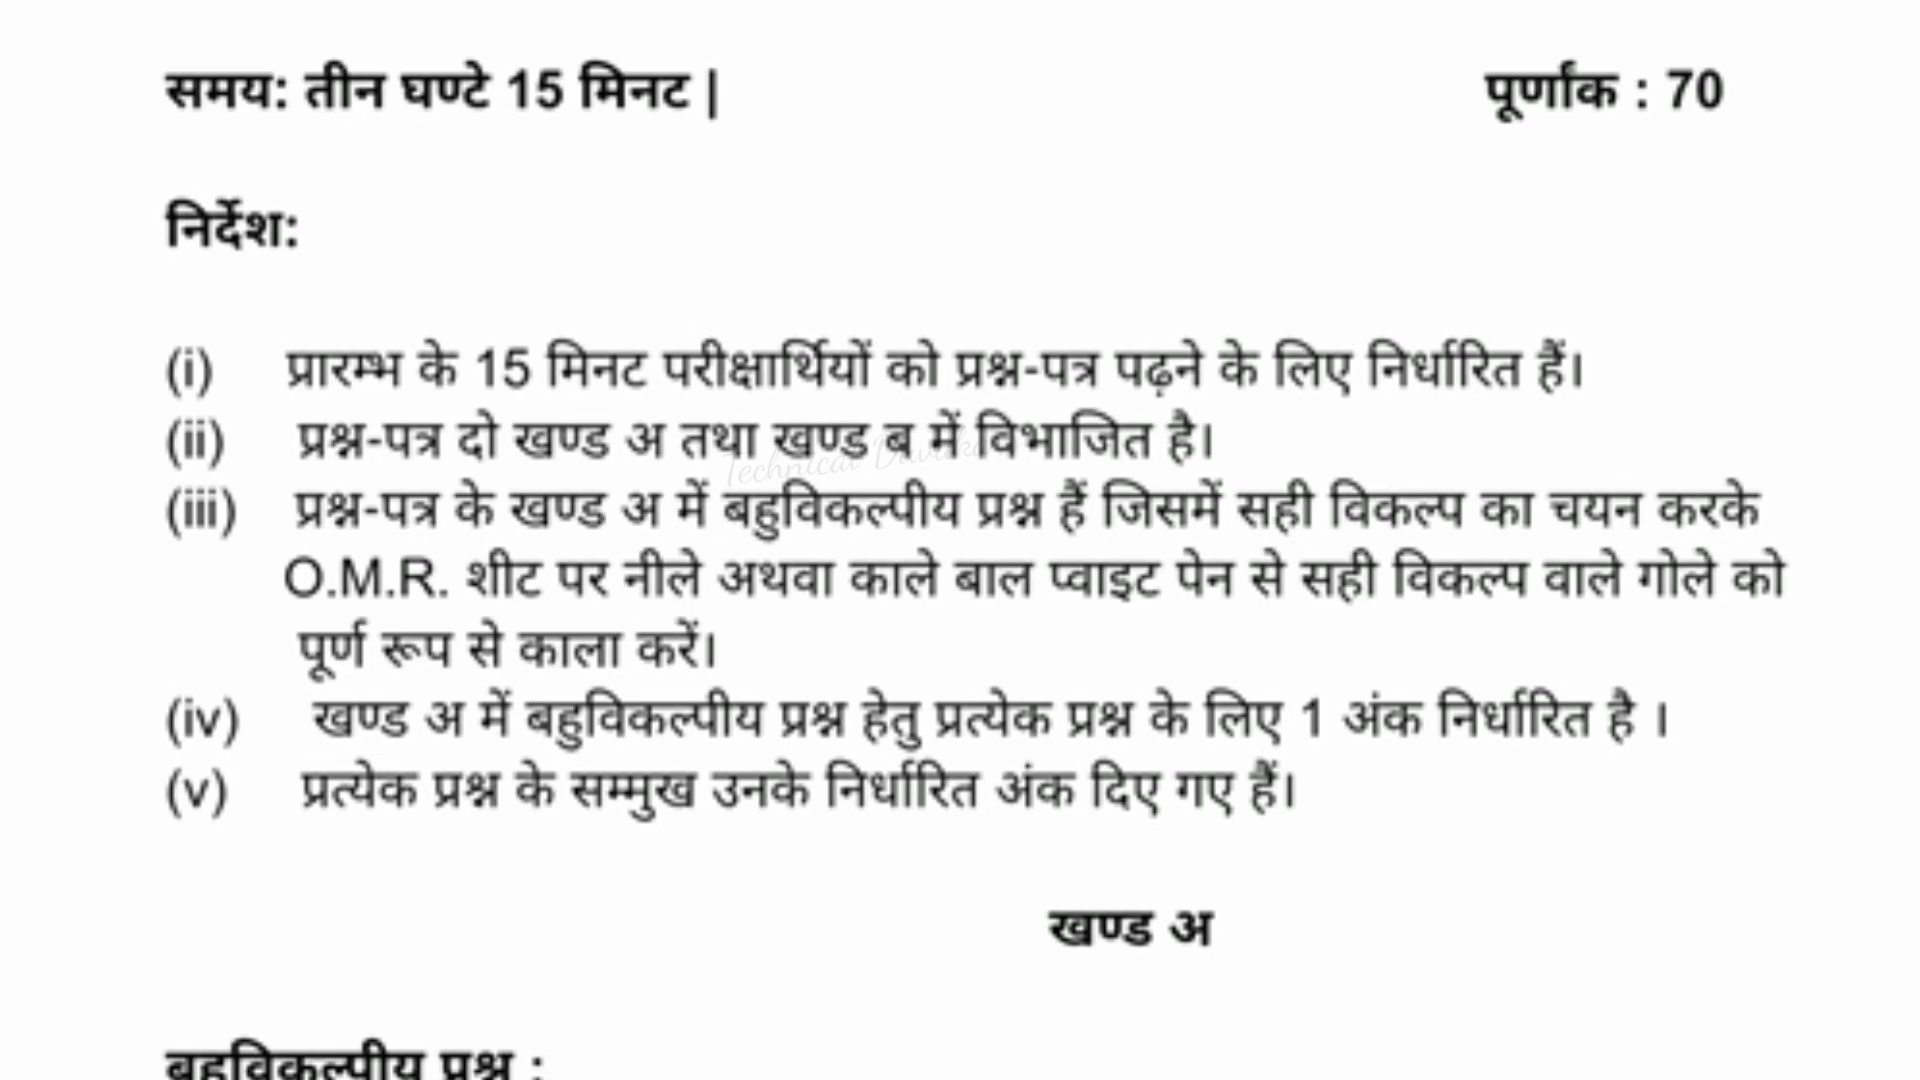 समय: तीन घण्टे 15 मिनट | पूर्णांक : 70
निर्देश:
(i) प्रारम्भ के 15 मिनट परीक्षार्थियों को प्रश्न-पत्र पढ़ने के लिए निर्धारित हैं।
(ii) प्रश्न-पत्र दो खण्ड अ तथा खण्ड ब में विभाजित है।
Technical
(iii) प्रश्न-पत्र के खण्ड अ में बहुविकल्पीय प्रश्न हैं जिसमें सही विकल्प का चयन करके
O.M.R. शीट पर नीले अथवा काले बाल प्वाइट पेन से सही विकल्प वाले गोले को
पूर्ण रूप से काला करें।
(iv) खण्ड अ में बहुविकल्पीय प्रश्न हेतु प्रत्येक प्रश्न के लिए 1 अंक निर्धारित है ।
(v) प्रत्येक प्रश्न के सम्मुख उनके निर्धारित अंक दिए गए हैं।
खण्ड अ
बहुविकल्पीय प्रश्न :